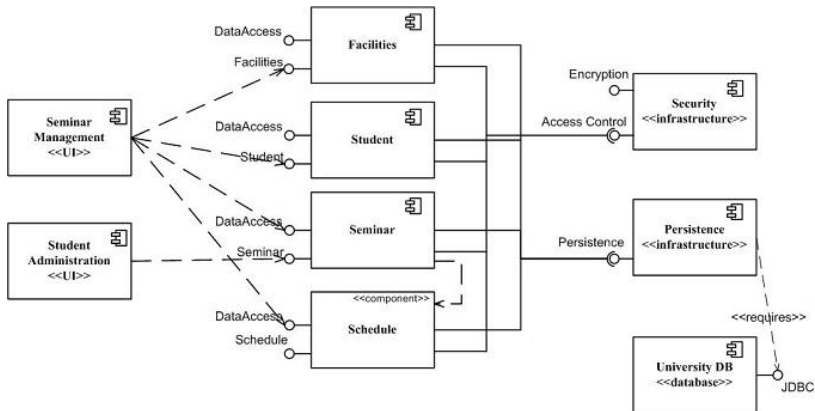 DataAccess
Facilities
Facilities
Seminar
Management
<<UI>>
DataAccess
Student
Student
Student
Administration
<<UI>>
DataAccess
Seminar
Seminar
<<component>>
DataAccess
Schedule
Schedule
Encryption
Access Control
Security
<<infrastructure>>
Persistence
Persistence
<<infrastructure>>
<<requires>>
University DB
<<database>>
JDBC